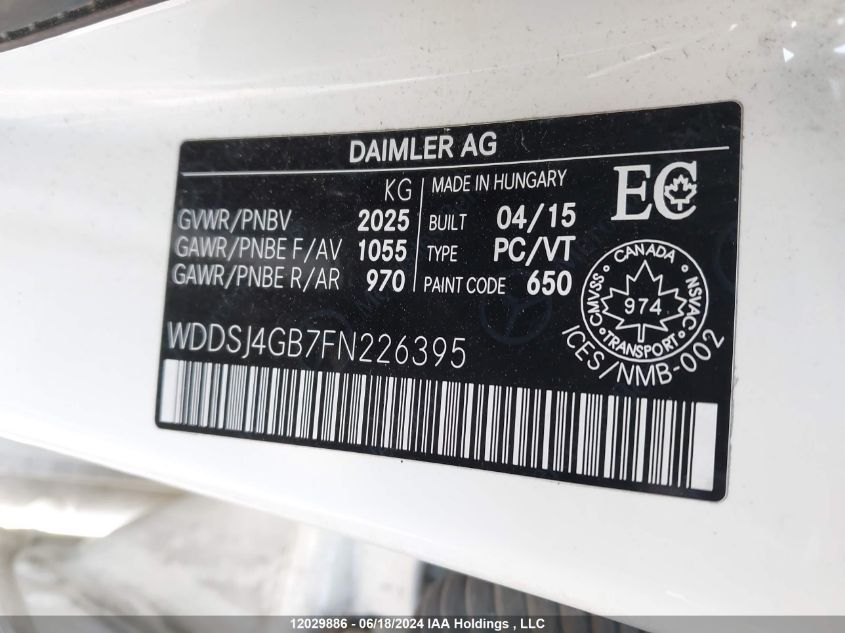 DAIMLER AG
KG
GVWR/PNBV 2025
GAWR/PNBE F/AV 1055
GAWR/PNBE R/AR 970
MADE IN HUNGARY
BUILT 04/15
TYPE PC/VT
PAINT CODE 650
EC
CANADA
CMVSS 974 NSVAC
TRANSPORT
ICES/NMB-002
WDDSJ4GB7FN226395
12029886 - 06/18/2024 IAA Holdings , LLC